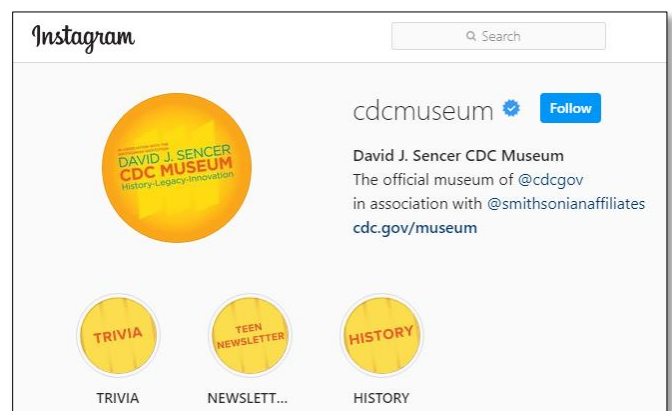 Instagram
Search
IN ASSOCIATION WITH THE
SMITHSONIAN INSTITUTION
DAVID J. SENCER
CDC MUSEUM
History-Legacy-Innovation
cdcmuseum
Follow
David J. Sencer CDC Museum
The official museum of @cdcgov
in association with @smithsonianaffiliates
cdc.gov/museum
TRIVIA
TEEN
NEWSLETTER
HISTORY
TRIVIA
NEWSLETT...
HISTORY